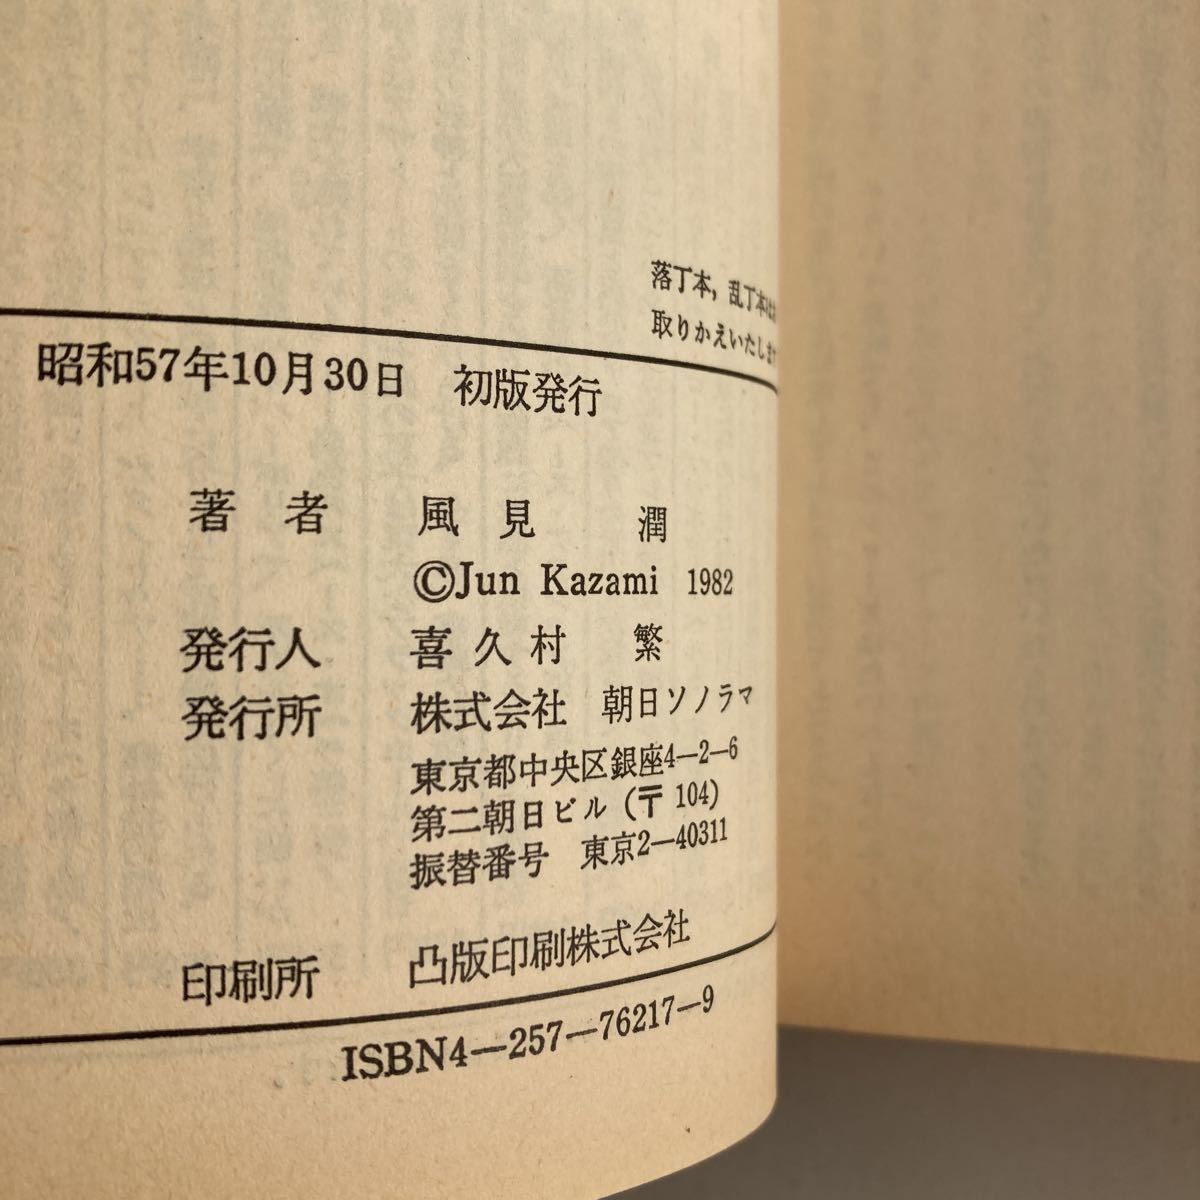 落丁本，乱丁本は
取りかえいたします
昭和57年10月30日　初版発行
著　者　風　見　　潤
©Jun Kazami 1982
発行人　喜久村　繁
発行所　株式会社　朝日ソノラマ
東京都中央区銀座4―2―6
第二朝日ビル（〒104）
振替番号　東京2―40311
印刷所　凸版印刷株式会社
ISBN4―257―76217―9